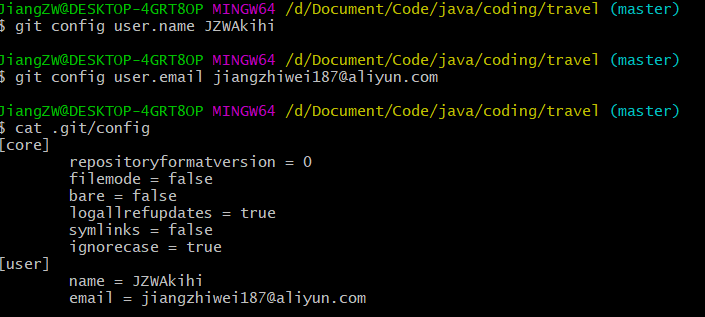 JiangZW@DESKTOP-4GRT8OP MINGW64 /d/Document/Code/java/coding/travel (master)
$ git config user.name JZWAkihi
JiangZW@DESKTOP-4GRT8OP MINGW64 /d/Document/Code/java/coding/travel (master)
$ git config user.email jiangzhiwei187@aliyun.com
JiangZW@DESKTOP-4GRT8OP MINGW64 /d/Document/Code/java/coding/travel (master)
$ cat .git/config
[core]
repositoryformatversion = 0
filemode = false
bare = false
logallrefupdates = true
symlinks = false
ignorecase = true
[user]
name = JZWAkihi
email = jiangzhiwei187@aliyun.com